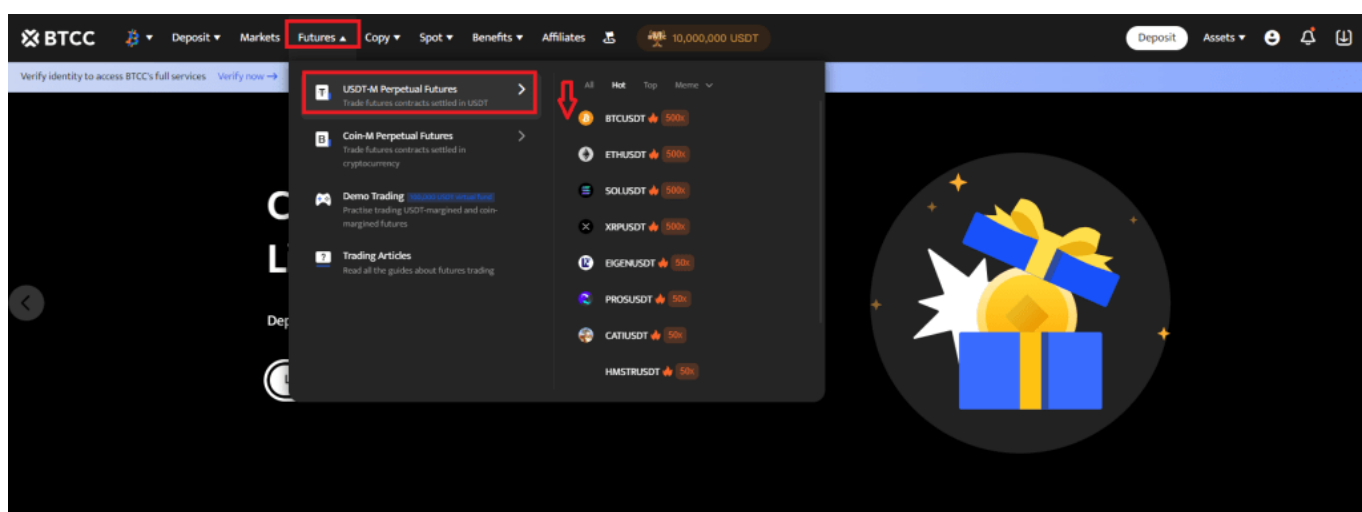 BTCC
Deposit
Markets
Futures
Copy
Spot
Benefits
Affiliates
10,000,000 USDT
Deposit
Assets
Verify identity to access BTCC's full services Verify now →
USDT-M Perpetual Futures
Trade futures contracts settled in USDT
Coin-M Perpetual Futures
Trade futures contracts settled in
cryptocurrency
Demo Trading
Practise trading USDT-margined and coin-
margined futures
Trading Articles
Read all the guides about futures trading
All Hot Top Meme
BTCUSDT 500x
ETHUSDT 500x
SOLUSDT 500x
XRPUSDT 500x
EIGENUSDT 50x
PROSUSDT 50x
CATIUSDT 50x
HMSTRUSDT 50x